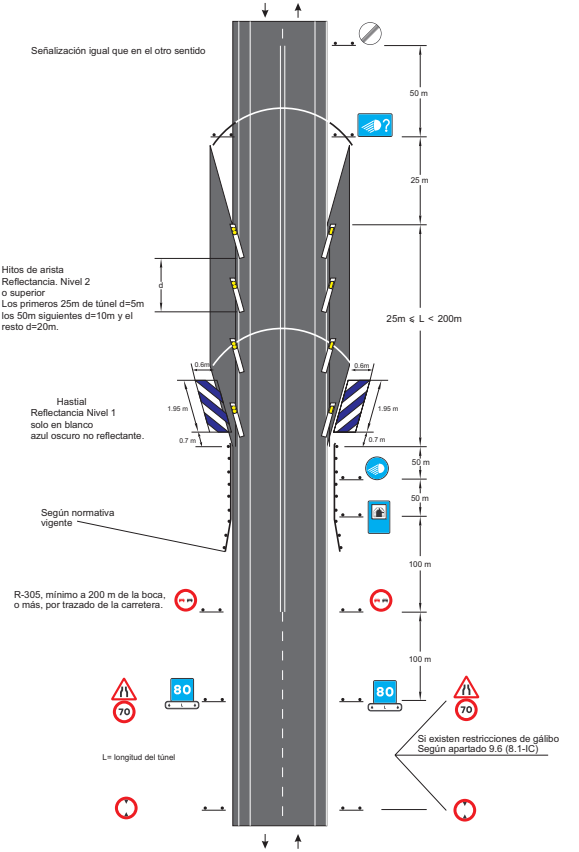 Señalización igual que en el otro sentido
50 m
?
25 m
Hitos de arista
Reflectancia. Nivel 2
o superior
Los primeros 25m de túnel d=5m
los 50m siguientes d=10m y el
resto d=20m.
d
25m ⩽ L < 200m
0.6m
0.6m
Hastial
Reflectancia Nivel 1
solo en blanco
azul oscuro no reflectante.
1.95 m
1.95 m
0.7 m
0.7 m
50 m
50 m
Según normativa
vigente
100 m
R-305, mínimo a 200 m de la boca,
o más, por trazado de la carretera.
100 m
80
L
70
80
L
70
Si existen restricciones de gálibo
Según apartado 9.6 (8.1-IC)
L= longitud del túnel